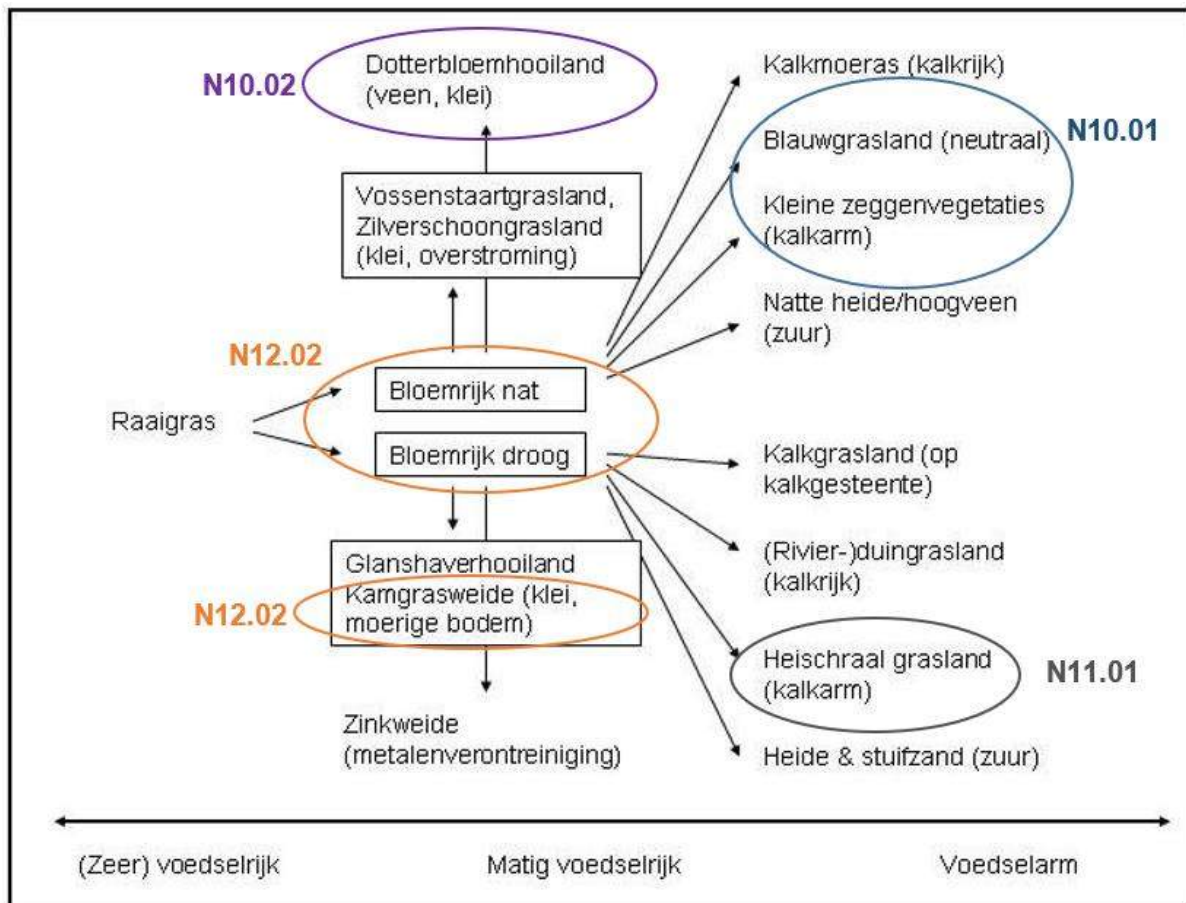 N10.02
Dotterbloemhooiland
(veen, klei)
Kalkmoeras (kalkrijk)
Blauwgrasland (neutraal)
N10.01
Kleine zeggenvegetaties
(kalkarm)
Vossenstaartgrasland,
Zilverschoongrasland
(klei, overstroming)
Natte heide/hoogveen
(zuur)
N12.02
Bloemrijk nat
Raaigras
Bloemrijk droog
Kalkgrasland (op
kalkgesteente)
(Rivier-)duingrasland
(kalkrijk)
Glanshaverhooiland
Kamgrasweide (klei,
moerige bodem)
N12.02
Heischraal grasland
(kalkarm)
N11.01
Zinkweide
(metalenverontreiniging)
Heide & stuifzand (zuur)
(Zeer) voedselrijk
Matig voedselrijk
Voedselarm